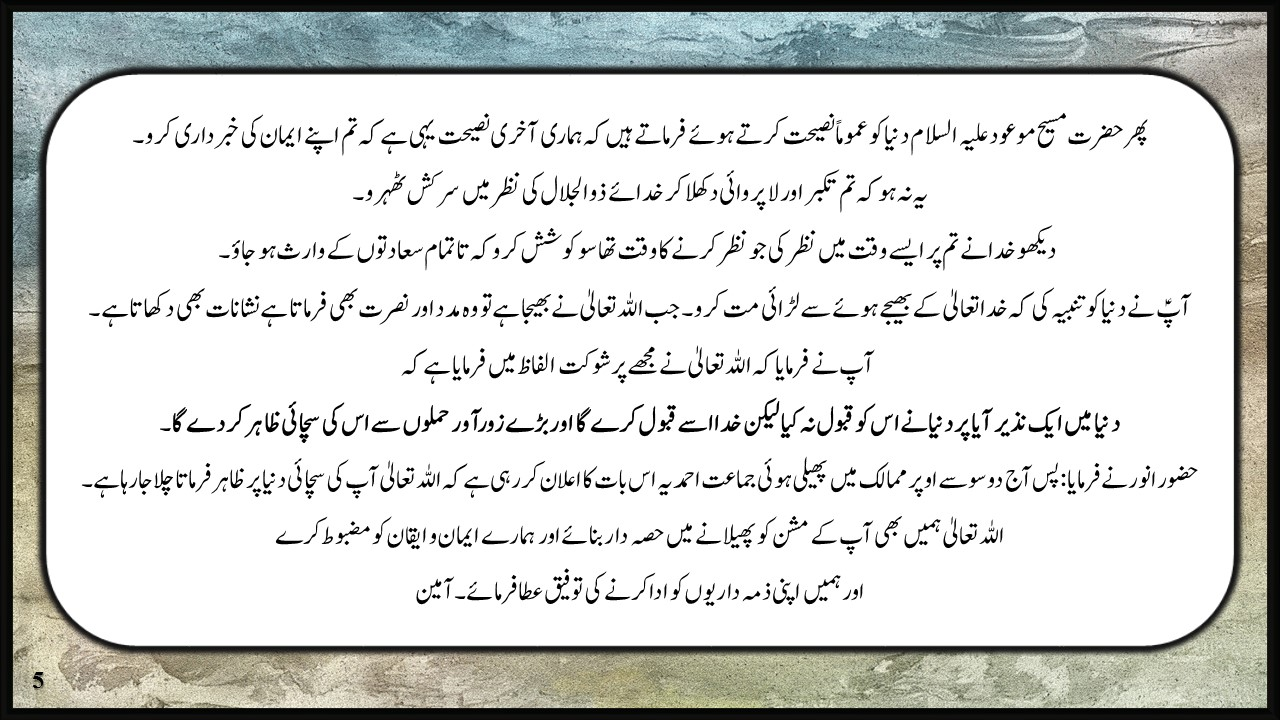 پھر حضرت مسیح موعود علیہ السلام دنیا کو عموماً نصیحت کرتے ہوئے فرماتے ہیں کہ ہماری آخری نصیحت یہی ہے کہ تم اپنے ایمان کی خبر داری کرو۔
یہ نہ ہو کہ تم تکبر اور لاپروائی دکھلا کر خدائے ذوالجلال کی نظر میں سرکش ٹھہرو۔
دیکھو خدا نے تم پر ایسے وقت میں نظر کی جو نظر کرنے کا وقت تھا سو کوشش کرو کہ تا تمام سعادتوں کے وارث ہو جاؤ۔
آپؑ نے دنیا کو تنبیہ کی کہ خدا تعالیٰ کے بھیجے ہوئے سے لڑائی مت کرو۔ جب اللہ تعالیٰ نے بھیجا ہے تو وہ مدد اور نصرت بھی فرماتا ہے نشانات بھی دکھاتا ہے۔
آپ نے فرمایا کہ اللہ تعالیٰ نے مجھے پر شوکت الفاظ میں فرمایا ہے کہ
دنیا میں ایک نذیر آیا پر دنیا نے اس کو قبول نہ کیا لیکن خدا اسے قبول کرے گا اور بڑے زور آور حملوں سے اس کی سچائی ظاہر کر دے گا۔
حضور انور نے فرمایا: پس آج دو سو سے اوپر ممالک میں پھیلی ہوئی جماعت احمدیہ اس بات کا اعلان کر رہی ہے کہ اللہ تعالیٰ آپ کی سچائی دنیا پر ظاہر فرماتا چلا جا رہا ہے۔
اللہ تعالیٰ ہمیں بھی آپ کے مشن کو پھیلانے میں حصہ دار بنائے اور ہمارے ایمان و ایقان کو مضبوط کرے
اور ہمیں اپنی ذمہ داریوں کو ادا کرنے کی توفیق عطا فرمائے۔ آمین
5